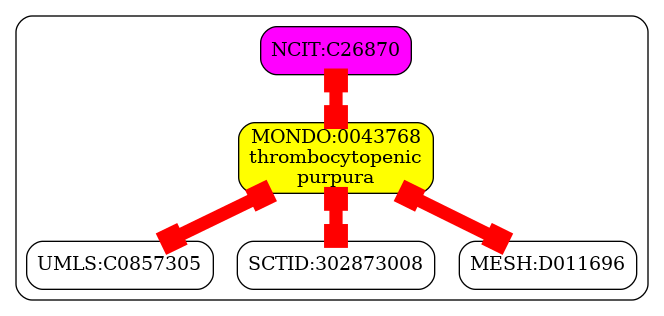 NCIT:C26870
MONDO:0043768
thrombocytopenic
purpura
UMLS:C0857305
SCTID:302873008
MESH:D011696